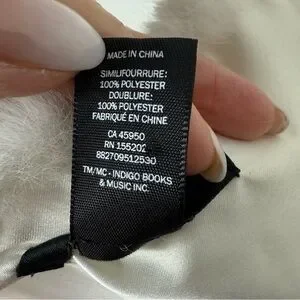 MADE IN CHINA
SIMILIFOURRURE:
100% POLYESTER
DOUBLURE:
100% POLYESTER
FABRIQUÉ EN CHINE
CA 45950
RN 155202
882709512530
TM/MC - INDIGO BOOKS
& MUSIC INC.